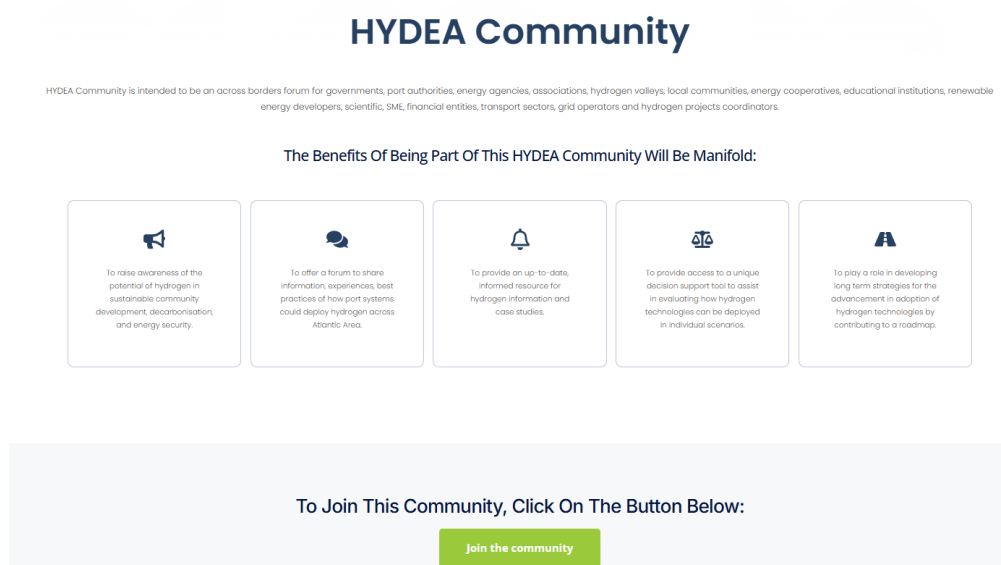 HYDEA Community
HYDEA Community is intended to be an across borders forum for governments, port authorities, energy agencies, associations, hydrogen valleys, local communities, energy cooperatives, educational institutions, renewable
energy developers, scientific, SME, financial entities, transport sectors, grid operators and hydrogen projects coordinators.
The Benefits Of Being Part Of This HYDEA Community Will Be Manifold:
To raise awareness of the
potential of hydrogen in
sustainable community
development, decarbonisation,
and energy security.
To offer a forum to share
information, experiences, best
practices of how port systems
could deploy hydrogen across
Atlantic Area.
To provide an up-to-date,
informed resource for
hydrogen information and
case studies.
To provide access to a unique
decision support tool to assist
in evaluating how hydrogen
technologies can be deployed
in individual scenarios.
To play a role in developing
long term strategies for the
advancement in adoption of
hydrogen technologies by
contributing to a roadmap.
To Join This Community, Click On The Button Below:
Join the community